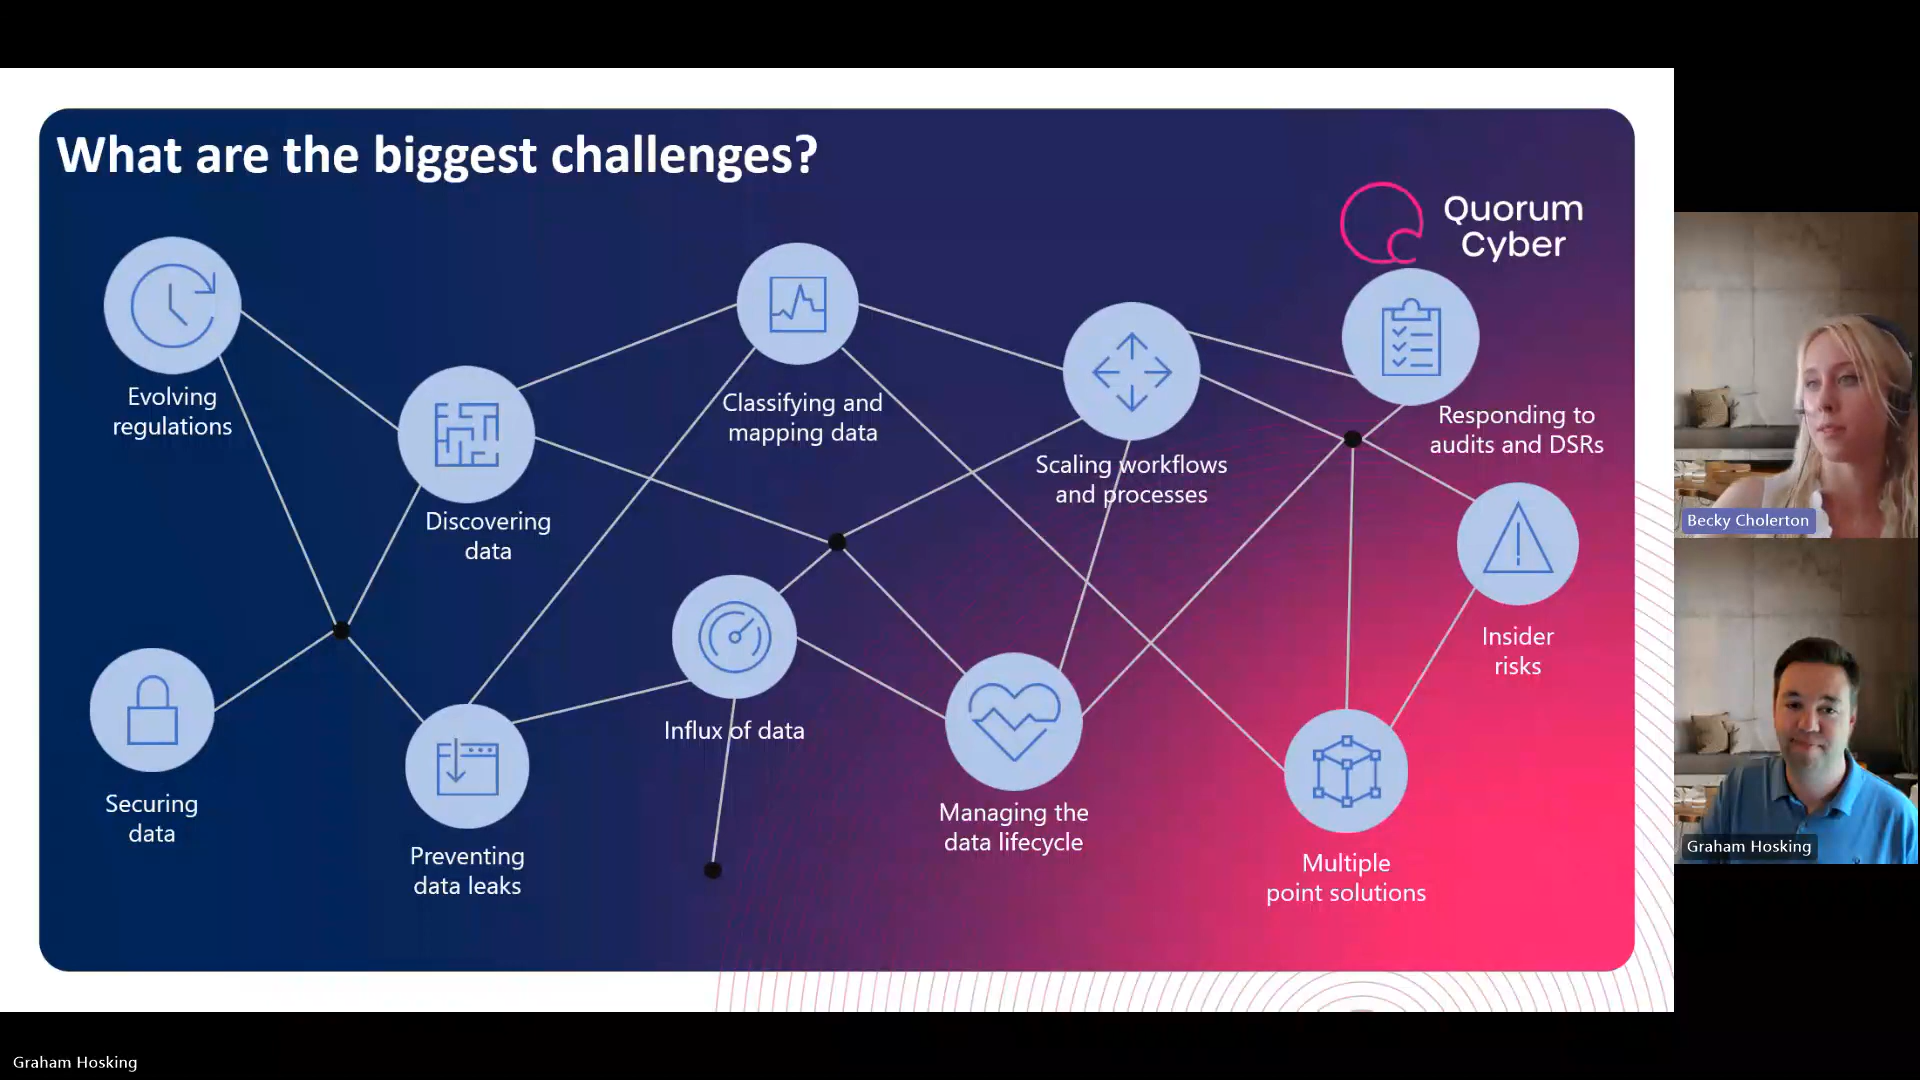 What are the biggest challenges?
Quorum
Cyber
Evolving
regulations
Discovering
data
Classifying and
mapping data
Scaling workflows
and processes
Responding to
audits and DSRs
Securing
data
Preventing
data leaks
Influx of data
Managing the
data lifecycle
Multiple
point solutions
Insider
risks
Becky Cholerton
Graham Hosking
Graham Hosking